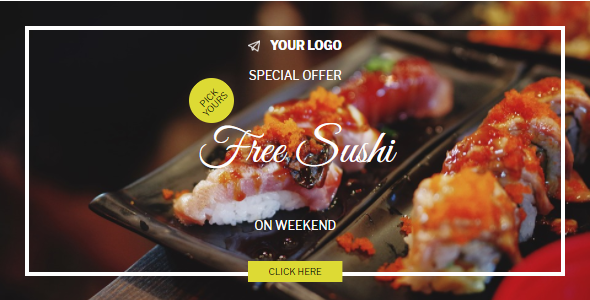 YOUR LOGO
SPECIAL OFFER
PICK
YOURS
Free Sushi
ON WEEKEND
CLICK HERE